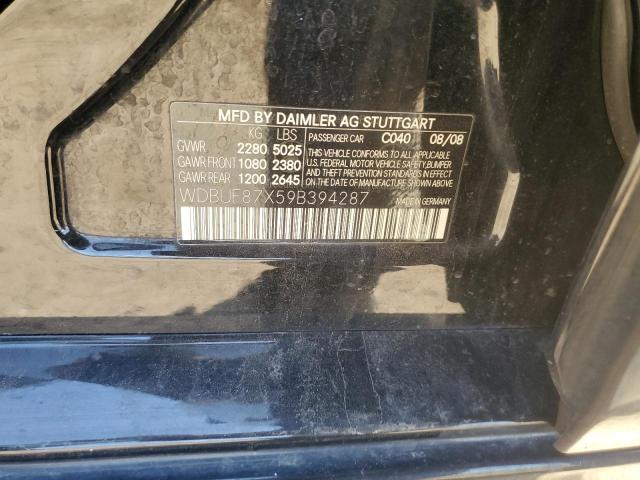 MFD BY DAIMLER AG STUTTGART
KG LBS PASSENGER CAR C040 08/08
GVWR 2280 5025
GAWR FRONT 1080 2380
GAWR REAR 1200 2645
THIS VEHICLE CONFORMS TO ALL APPLICABLE
U.S. FEDERAL MOTOR VEHICLE SAFETY,BUMPER
AND THEFT PREVENTION STANDARDS IN EFFECT
ON THE DATE OF MANUFACTURE SHOWN ABOVE.
WDBUF87X59B394287
MADE IN GERMANY